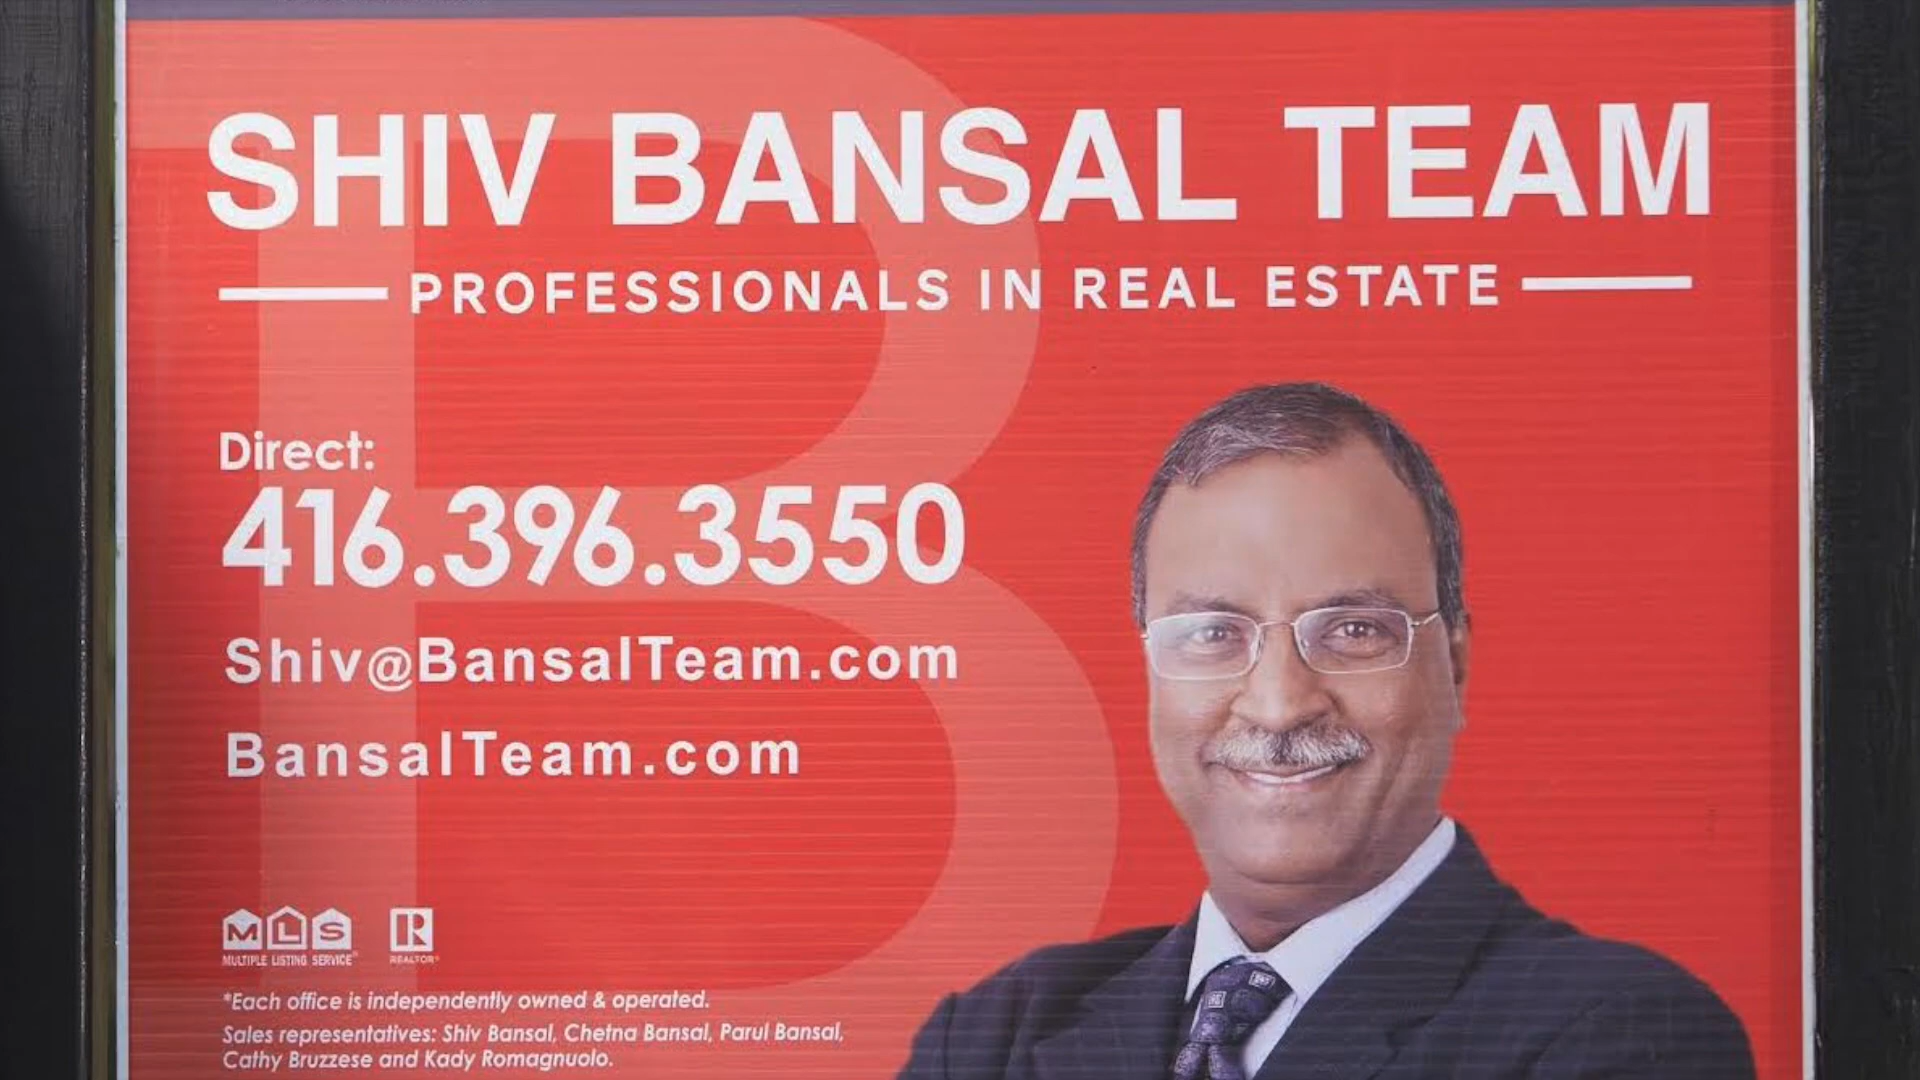 SHIV BANSAL TEAM
PROFESSIONALS IN REAL ESTATE
Direct:
416.396.3550
Shiv@BansalTeam.com
BansalTeam.com
MLS R
MULTIPLE LISTING SERVICE® REALTOR®
*Each office is independently owned & operated.
Sales representatives: Shiv Bansal, Chetna Bansal, Parul Bansal,
Cathy Bruzzese and Kady Romagnuolo.